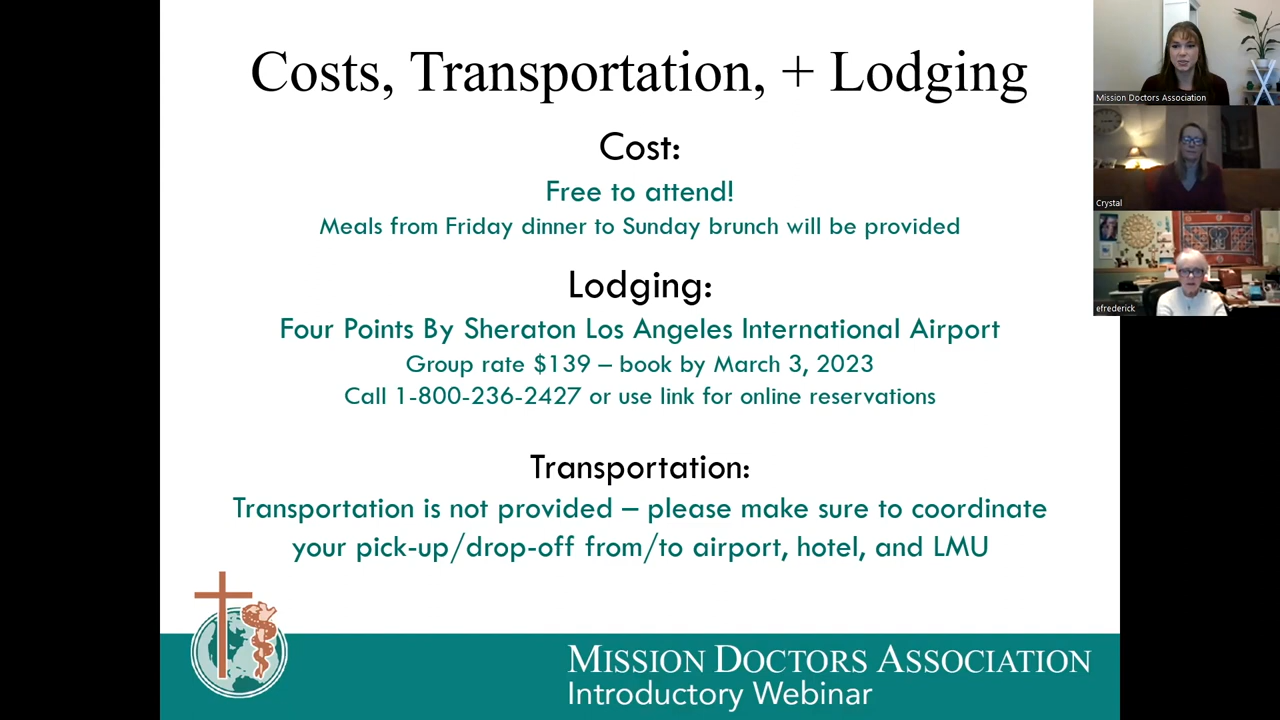 Costs, Transportation, + Lodging
Cost:
Free to attend!
Meals from Friday dinner to Sunday brunch will be provided
Lodging:
Four Points By Sheraton Los Angeles International Airport
Group rate $139 – book by March 3, 2023
Call 1-800-236-2427 or use link for online reservations
Transportation:
Transportation is not provided – please make sure to coordinate
your pick-up/drop-off from/to airport, hotel, and LMU
MISSION DOCTORS ASSOCIATION
Introductory Webinar
Mission Doctors Association
Crystal
efrederick